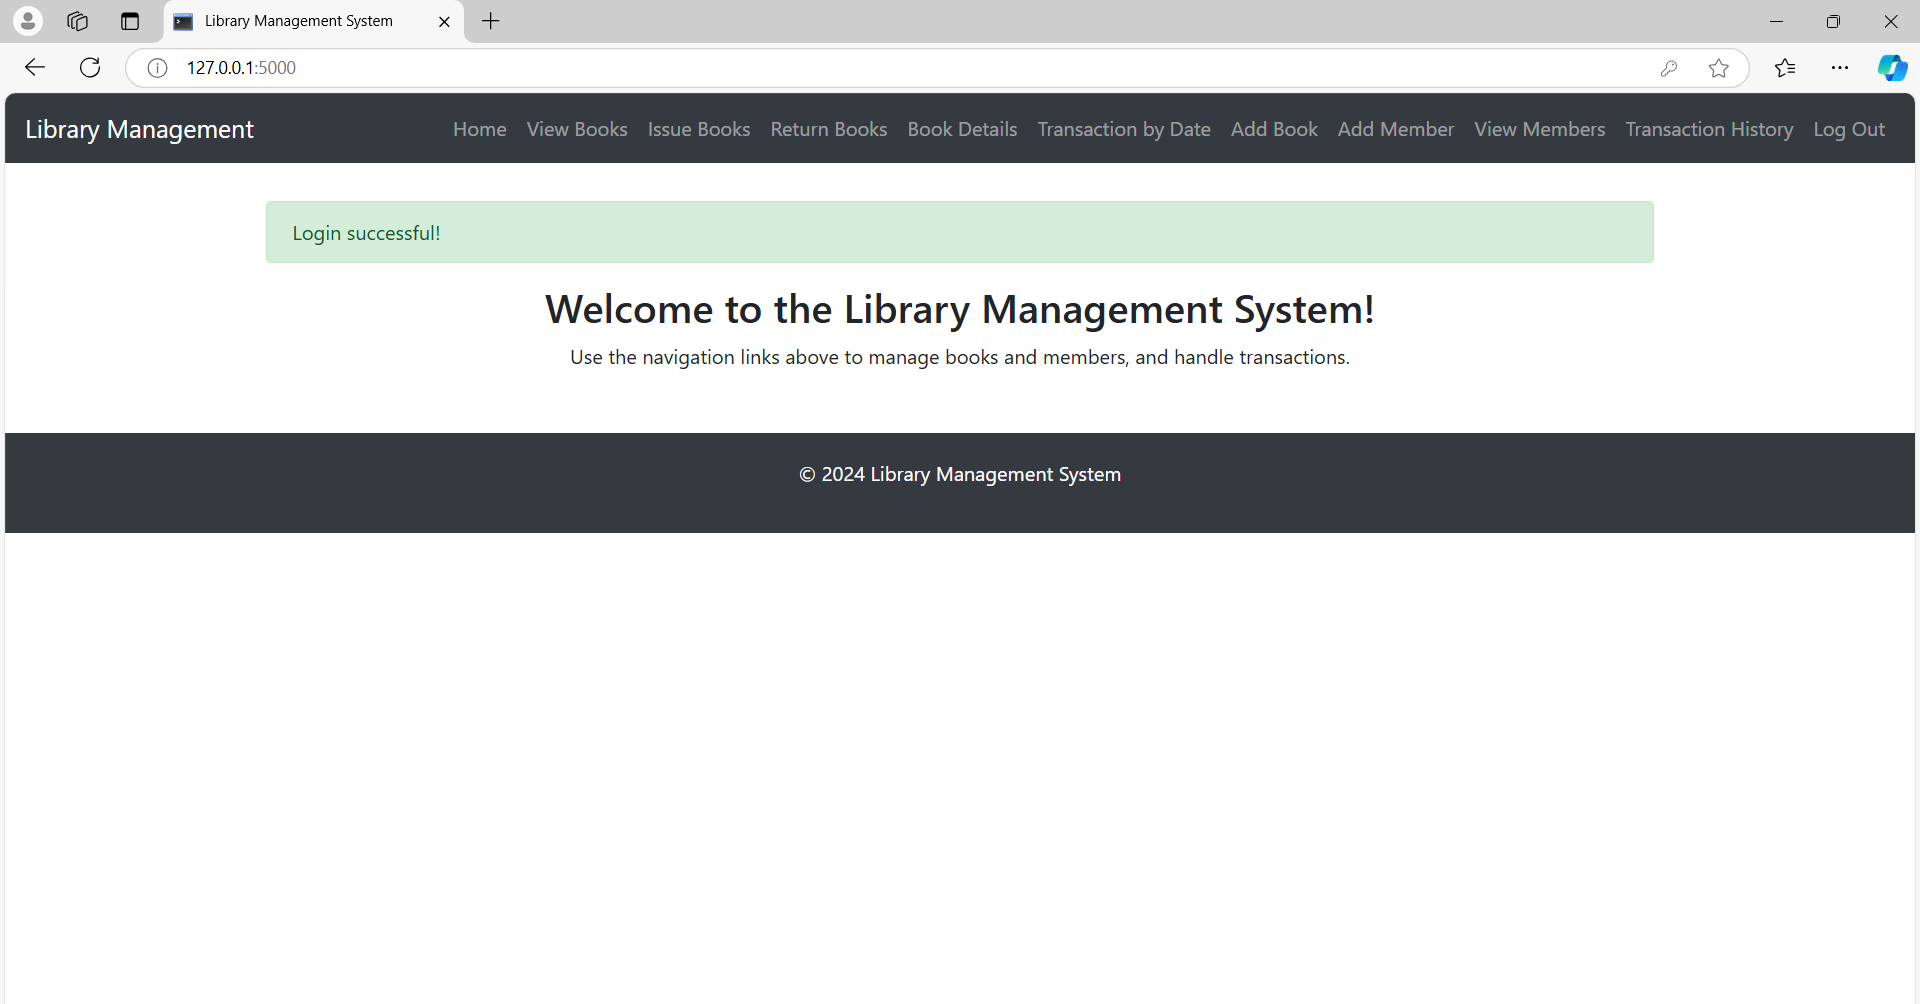 Library Management System
127.0.0.1:5000
Library Management Home View Books Issue Books Return Books Book Details Transaction by Date Add Book Add Member View Members Transaction History Log Out
Login successful!
Welcome to the Library Management System!
Use the navigation links above to manage books and members, and handle transactions.
© 2024 Library Management System